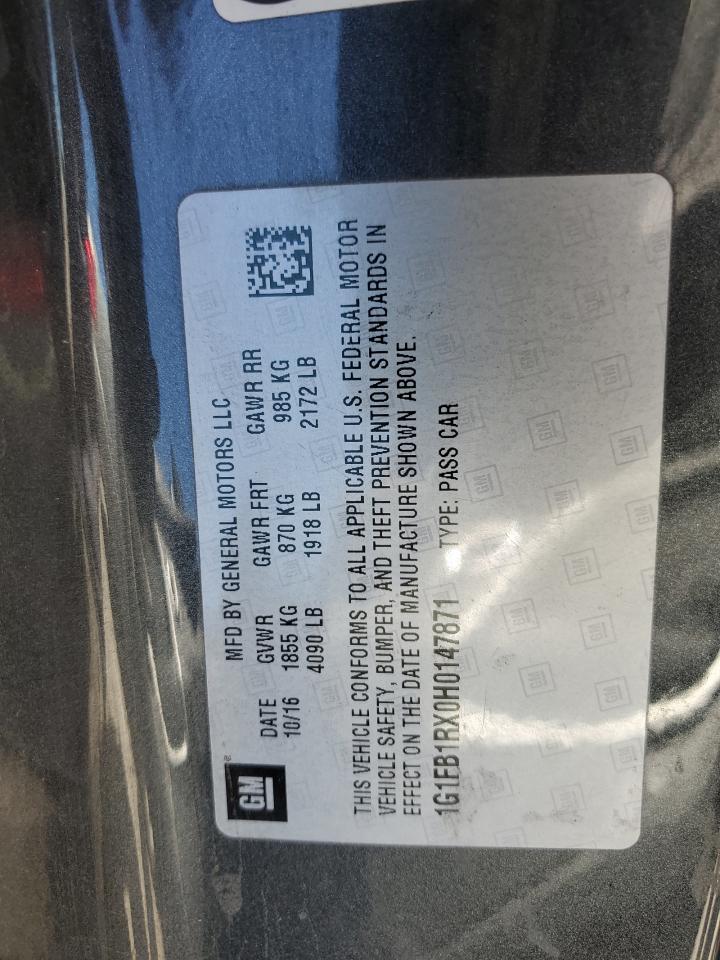 GM
MFD BY GENERAL MOTORS LLC
DATE GVWR GAWR FRT GAWR RR
10/16 1855 KG 870 KG 985 KG
4090 LB 1918 LB 2172 LB
THIS VEHICLE CONFORMS TO ALL APPLICABLE U.S. FEDERAL MOTOR
VEHICLE SAFETY, BUMPER, AND THEFT PREVENTION STANDARDS IN
EFFECT ON THE DATE OF MANUFACTURE SHOWN ABOVE.
1G1FB1RX0H0147871 TYPE: PASS CAR